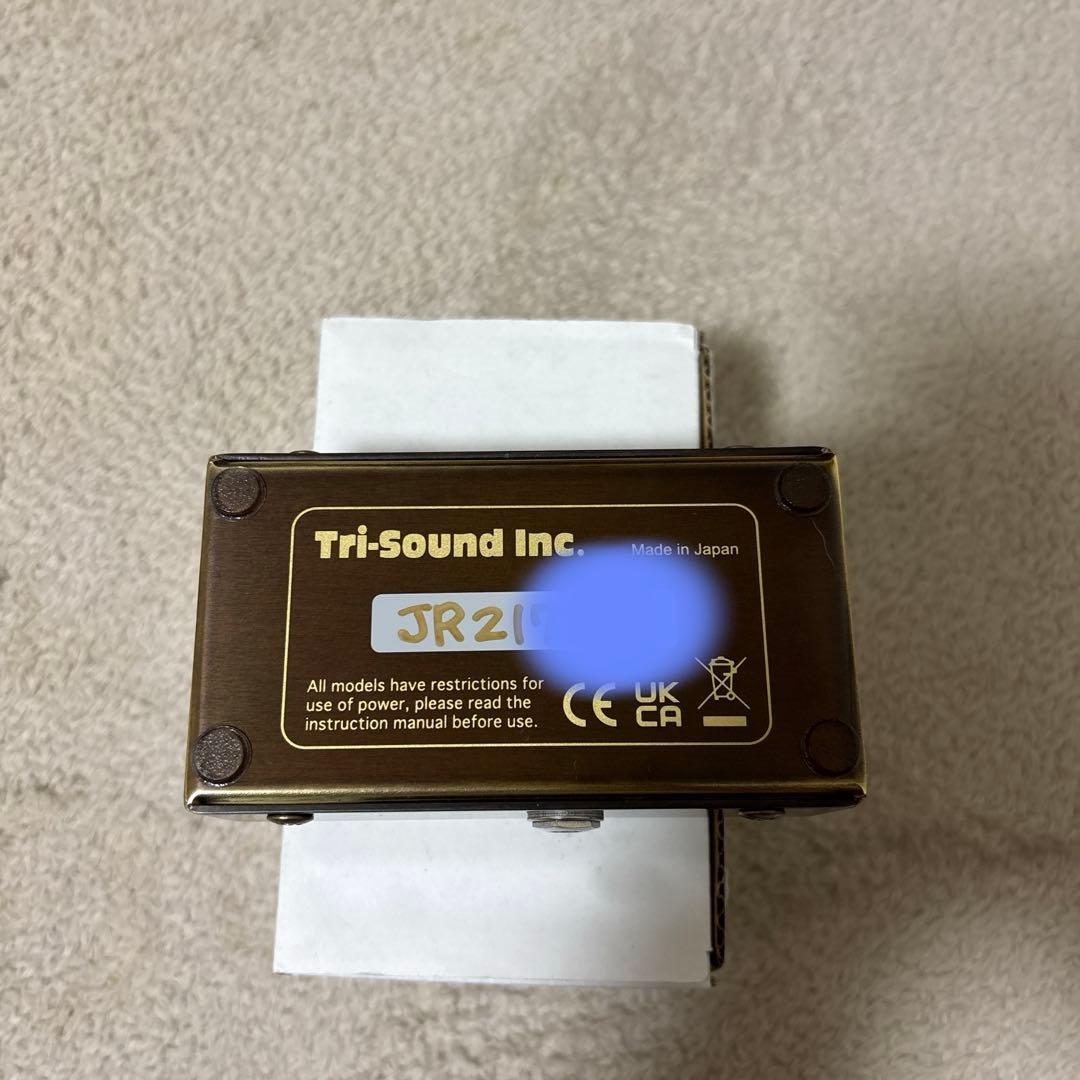 Tri-Sound Inc.
Made in Japan
JR21
All models have restrictions for
use of power, please read the
instruction manual before use.
CE
UK
CA